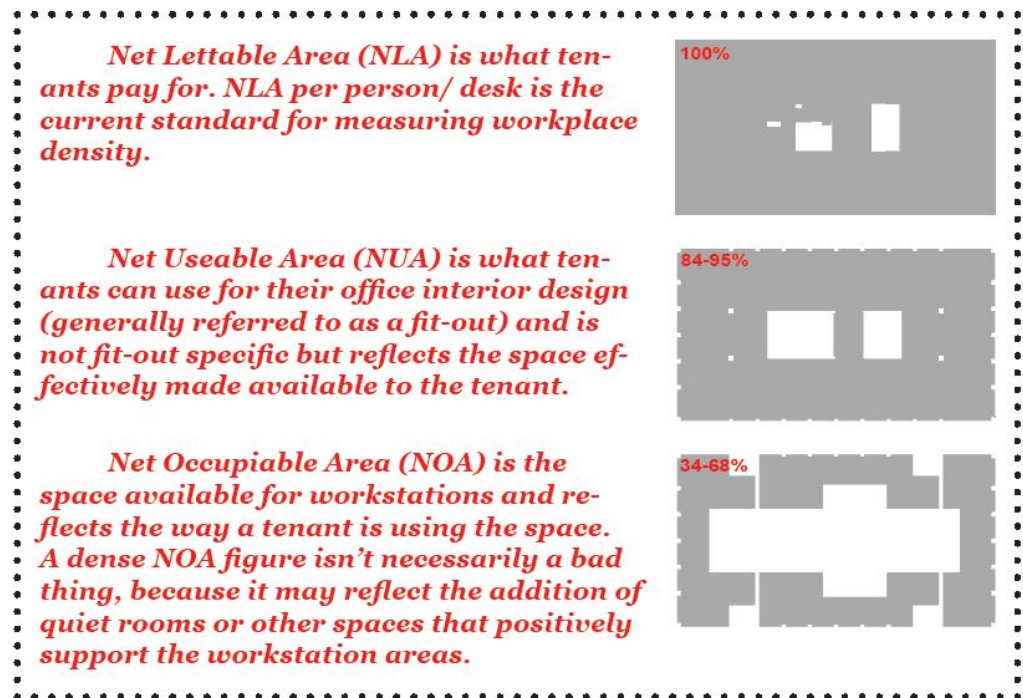 Net Lettable Area (NLA) is what ten-
ants pay for. NLA per person/ desk is the
current standard for measuring workplace
density.
100%
Net Useable Area (NUA) is what ten-
ants can use for their office interior design
(generally referred to as a fit-out) and is
not fit-out specific but reflects the space ef-
fectively made available to the tenant.
84-95%
Net Occupiable Area (NOA) is the
space available for workstations and re-
flects the way a tenant is using the space.
A dense NOA figure isn't necessarily a bad
thing, because it may reflect the addition of
quiet rooms or other spaces that positively
support the workstation areas.
34-68%